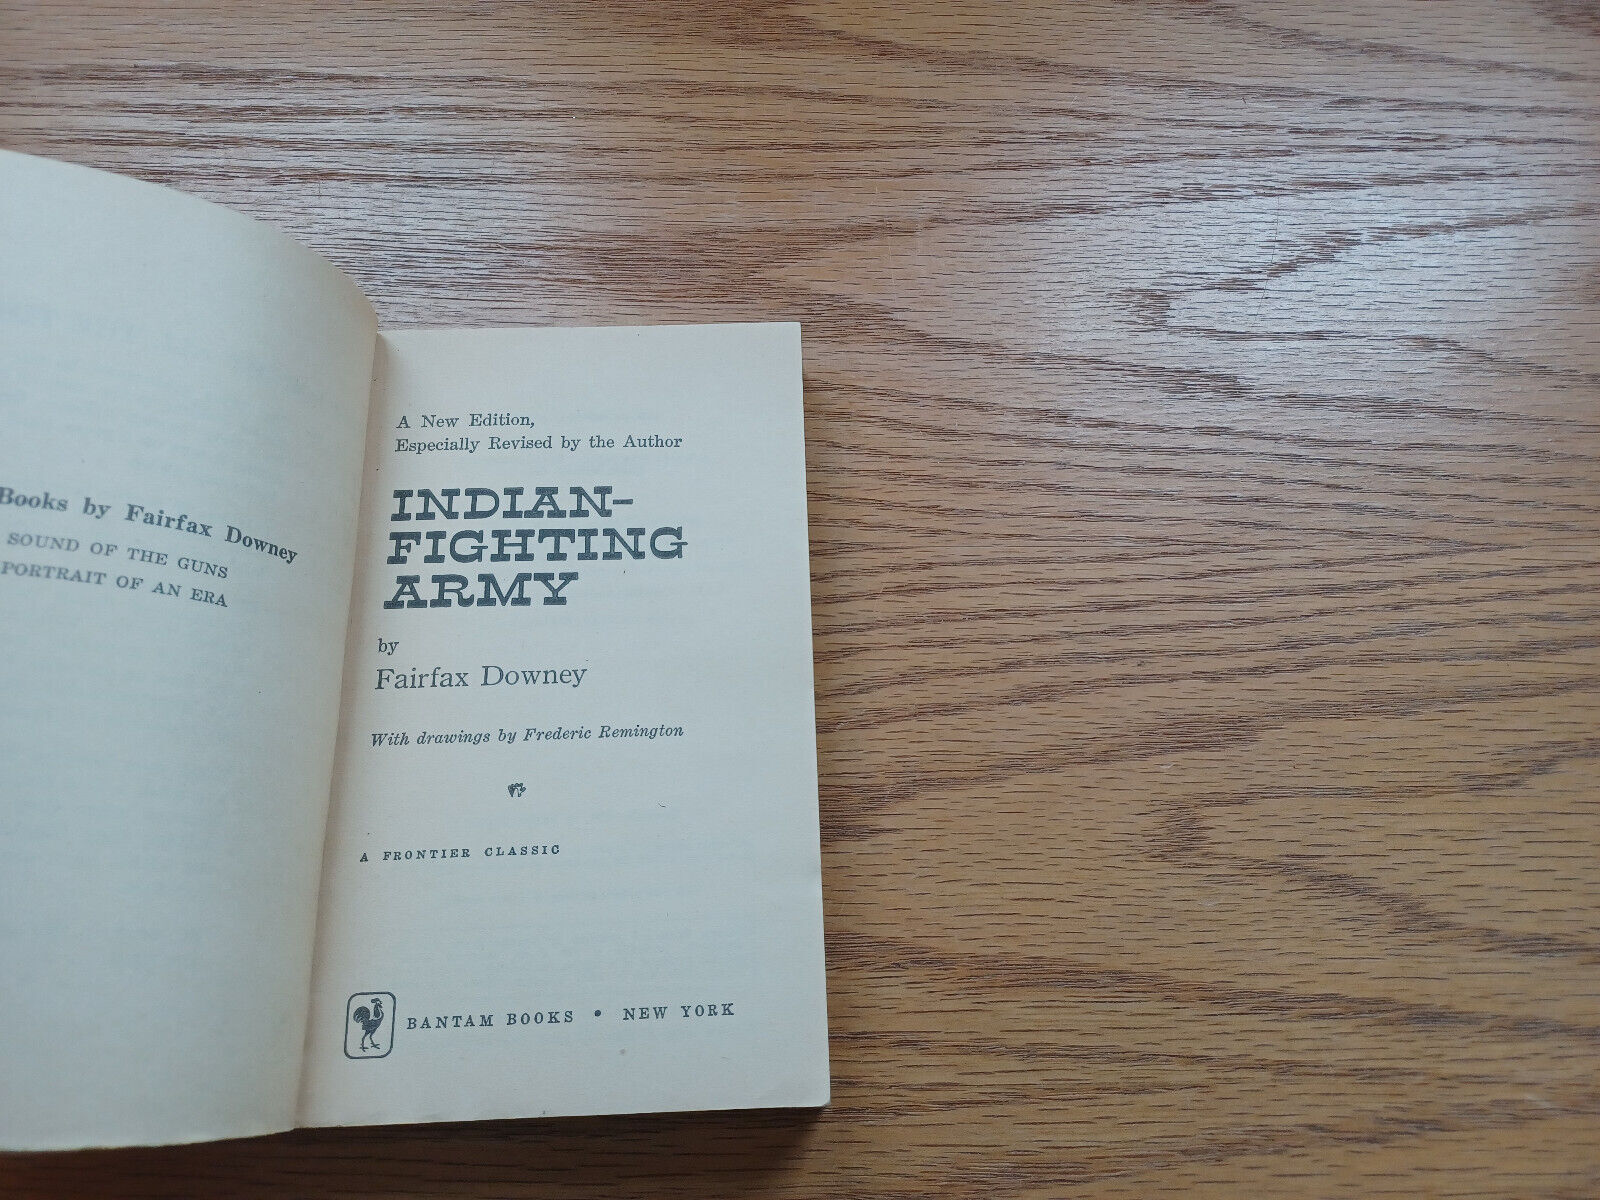 Books by Fairfax Downey
SOUND OF THE GUNS
PORTRAIT OF AN ERA
A New Edition,
Especially Revised by the Author
INDIAN-
FIGHTING
ARMY
by
Fairfax Downey
With drawings by Frederic Remington
A FRONTIER CLASSIC
BANTAM BOOKS • NEW YORK